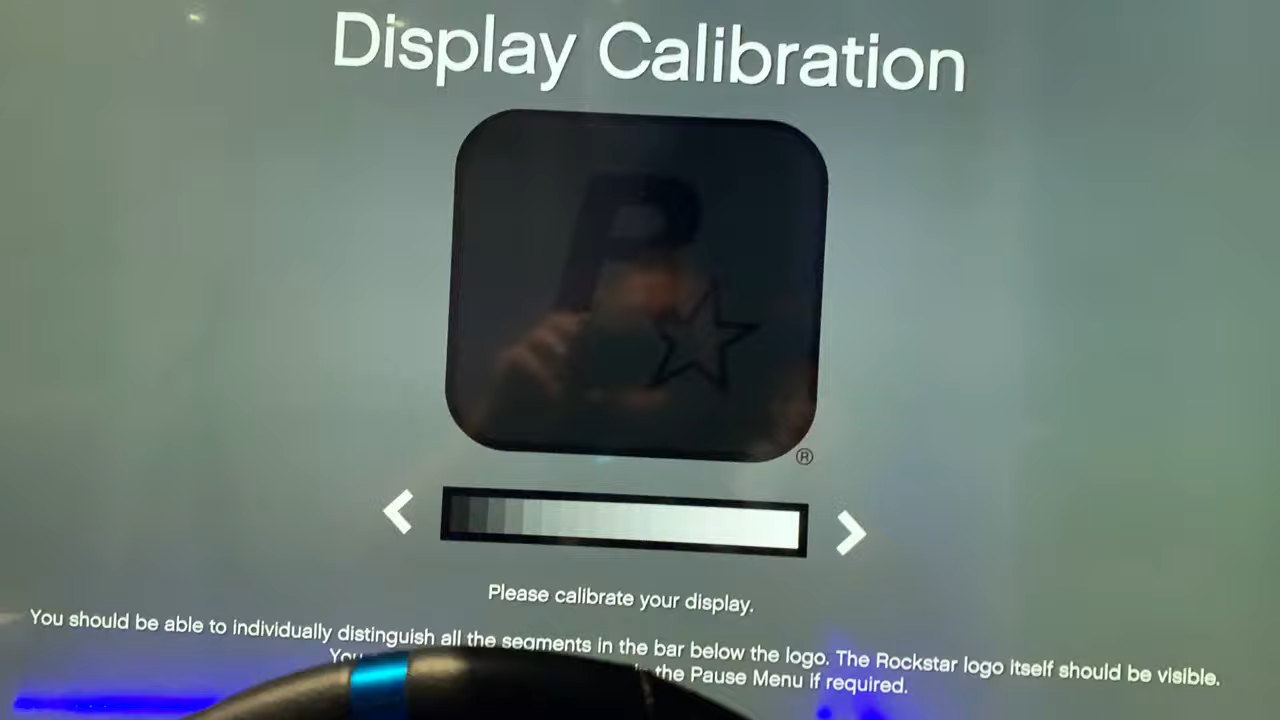 Display Calibration
R
®
Please calibrate your display.
You should be able to individually distinguish all the segments in the bar below the logo. The Rockstar logo itself should be visible.
the Pause Menu if required.